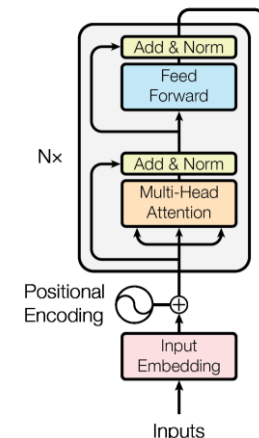 Add & Norm
Feed
Forward
N×
Add & Norm
Multi-Head
Attention
Positional
Encoding
Input
Embedding
Inputs